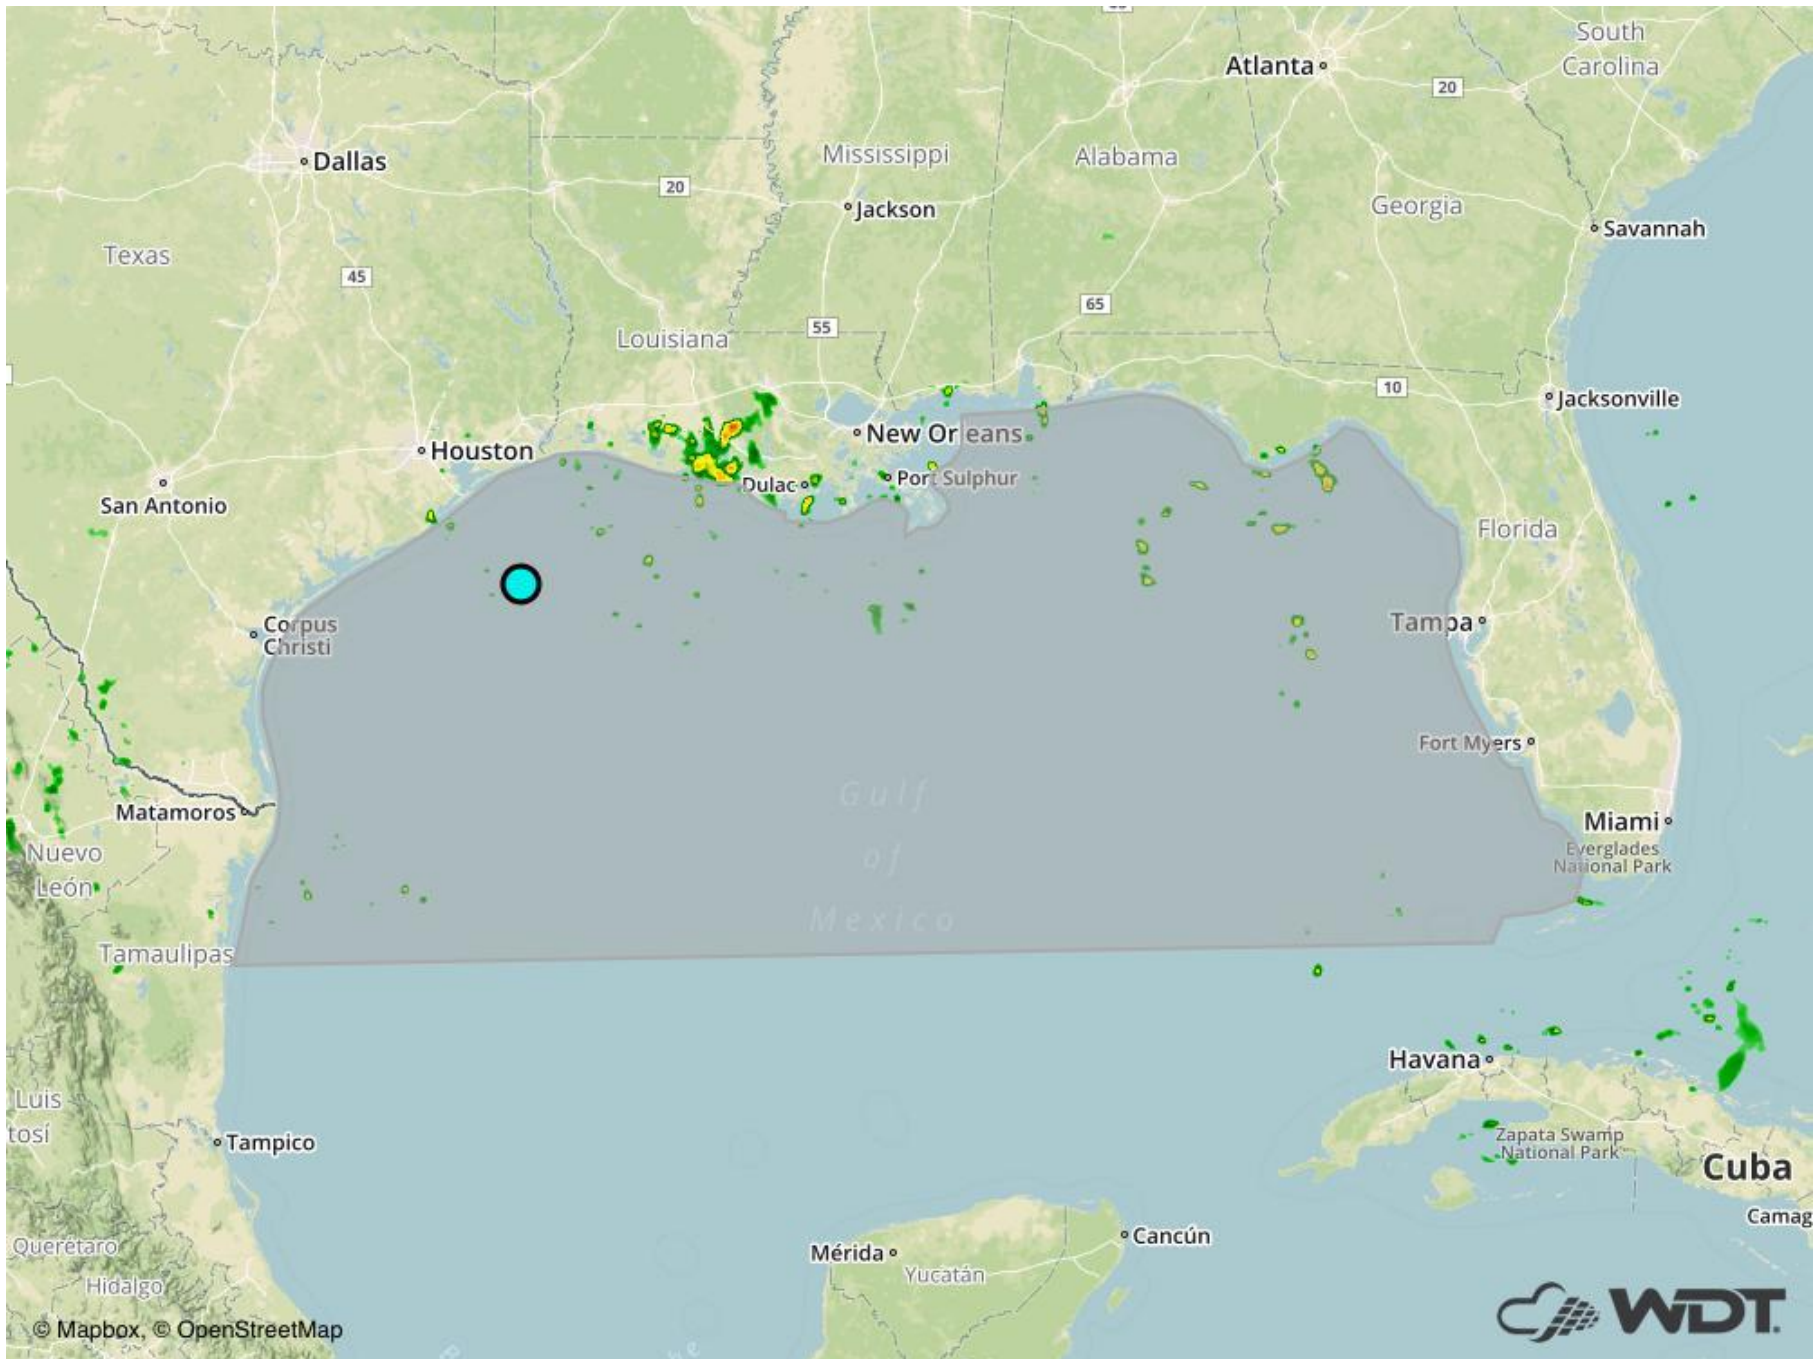 South
Carolina
Atlanta
20
Dallas
Mississippi
Alabama
20
Jackson
Georgia
Savannah
Texas
45
65
55
Louisiana
10
Jacksonville
New Orleans
Houston
Dulac
Port Sulphur
San Antonio
Florida
Corpus
Christi
Tampa
Fort Myers
Gulf
of
Mexico
Matamoros
Miami
Everglades
National Park
Nuevo
León
Tamaulipas
Havana
Luis
tosí
Tampico
Zapata Swamp
National Park
Cuba
Camag
Cancún
Mérida
Yucatán
Querétaro
Hidalgo
WDT
© Mapbox, © OpenStreetMap